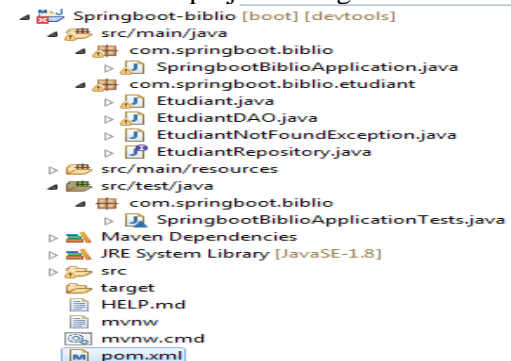 Springboot-biblio [boot] [devtools]
src/main/java
com.springboot.biblio
SpringbootBiblioApplication.java
com.springboot.biblio.etudiant
Etudiant.java
EtudiantDAO.java
EtudiantNotFoundException.java
EtudiantRepository.java
src/main/resources
src/test/java
com.springboot.biblio
SpringbootBiblioApplicationTests.java
Maven Dependencies
JRE System Library [JavaSE-1.8]
src
target
HELP.md
mvnw
mvnw.cmd
pom.xml